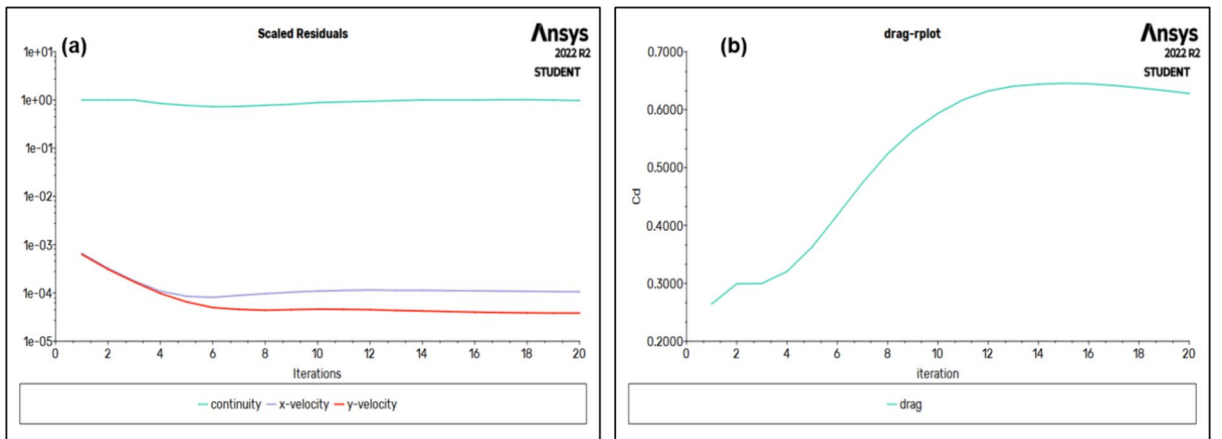 (a)
Scaled Residuals
Ansys
2022 R2
STUDENT
1e+01
1e+00
1e-01
1e-02
1e-03
1e-04
1e-05
0 2 4 6 8 10 12 14 16 18 20
Iterations
continuity x-velocity y-velocity
(b)
drag-rplot
Ansys
2022 R2
STUDENT
0.7000
0.6000
0.5000
0.4000
0.3000
0.2000
Cd
0 2 4 6 8 10 12 14 16 18 20
iteration
drag